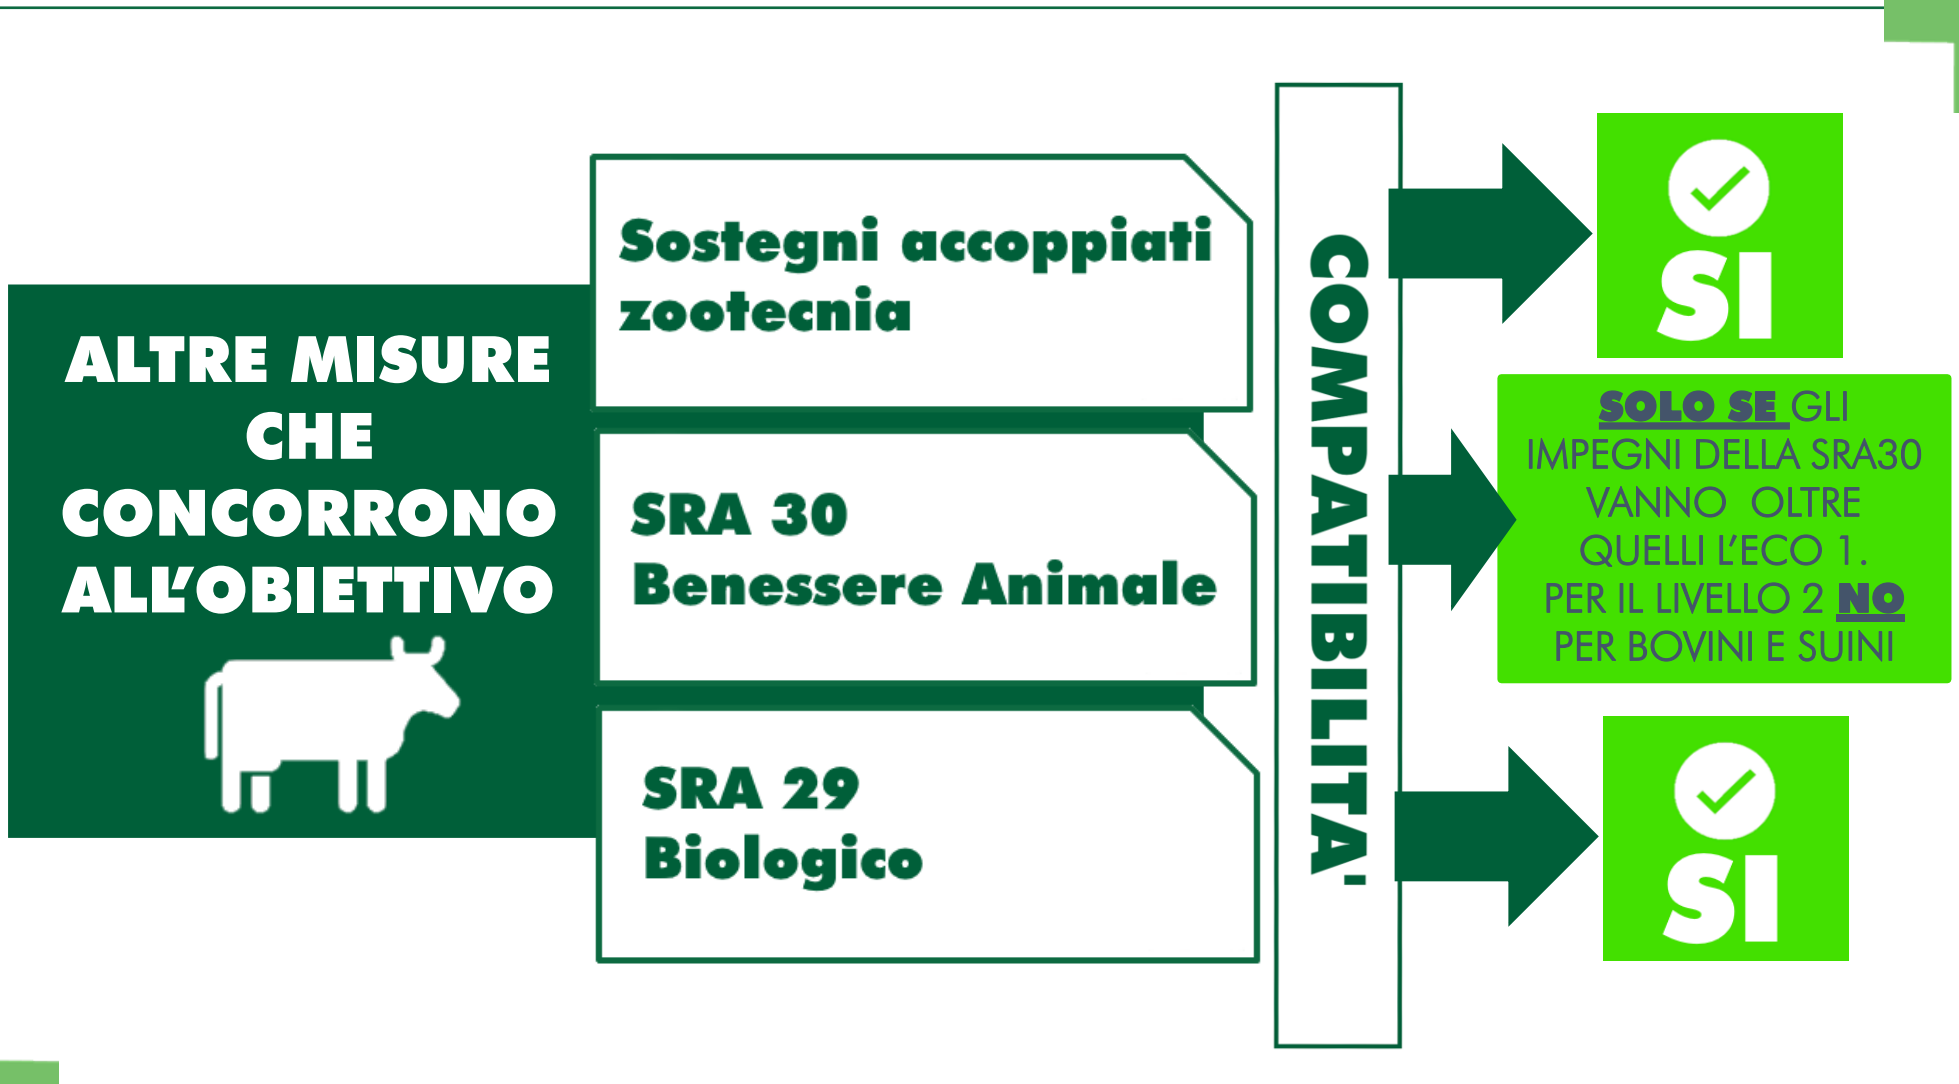 ALTRE MISURE
CHE
CONCORRONO
ALL’OBIETTIVO
Sostegni accoppiati
zootecnia
SRA 30
Benessere Animale
SRA 29
Biologico
COMPATIBILITA'
SI
SOLO SE GLI
IMPEGNI DELLA SRA30
VANNO OLTRE
QUELLI L’ECO 1.
PER IL LIVELLO 2 NO
PER BOVINI E SUINI
SI